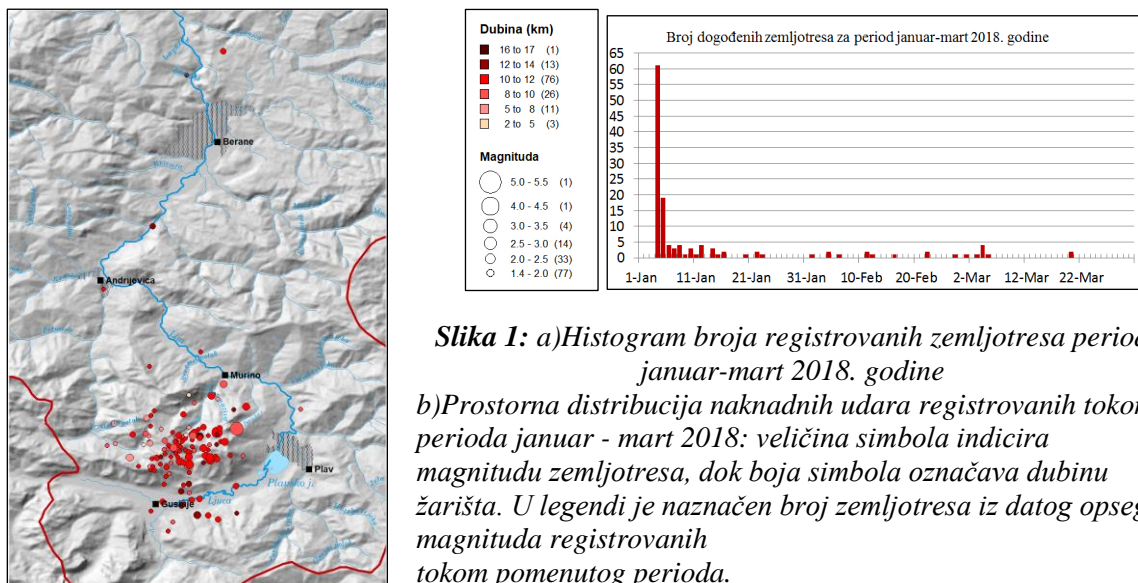 Berane
Andrijevica
Murino
Plav
Plavsko j.
Gusinje
Ljuča
Dubina (km)
16 to 17 (1)
12 to 14 (13)
10 to 12 (76)
8 to 10 (26)
5 to 8 (11)
2 to 5 (3)
Magnituda
5.0 - 5.5 (1)
4.0 - 4.5 (1)
3.0 - 3.5 (4)
2.5 - 3.0 (14)
2.0 - 2.5 (33)
1.4 - 2.0 (77)
Broj dogođenih zemljotresa za period januar-mart 2018. godine
65
60
55
50
45
40
35
30
25
20
15
10
5
0
1-Jan 11-Jan 21-Jan 31-Jan 10-Feb 20-Feb 2-Mar 12-Mar 22-Mar
Slika 1: a)Histogram broja registrovanih zemljotresa period
januar-mart 2018. godine
b)Prostorna distribucija naknadnih udara registrovanih tokom
perioda januar - mart 2018: veličina simbola indicira
magnitudu zemljotresa, dok boja simbola označava dubinu
žarišta. U legendi je naznačen broj zemljotresa iz datog opseg
magnituda registrovanih
tokom pomenutog perioda.